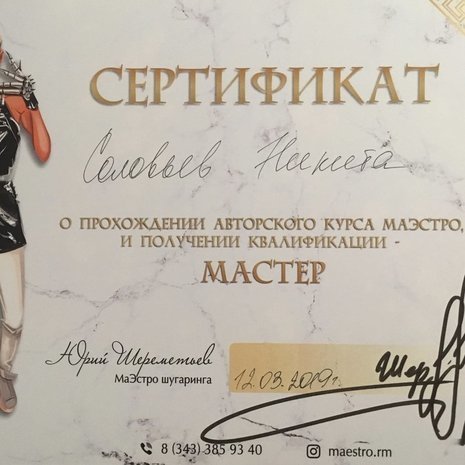 СЕРТИФИКАТ
Соловьев Никита
О ПРОХОЖДЕНИИ АВТОРСКОГО КУРСА МАЭСТРО,
И ПОЛУЧЕНИИ КВАЛИФИКАЦИИ -
МАСТЕР
Юрий Шереметьев
МаЭстро шугаринга
12.03.2019г.
8 (343) 385 93 40
maestro.rm